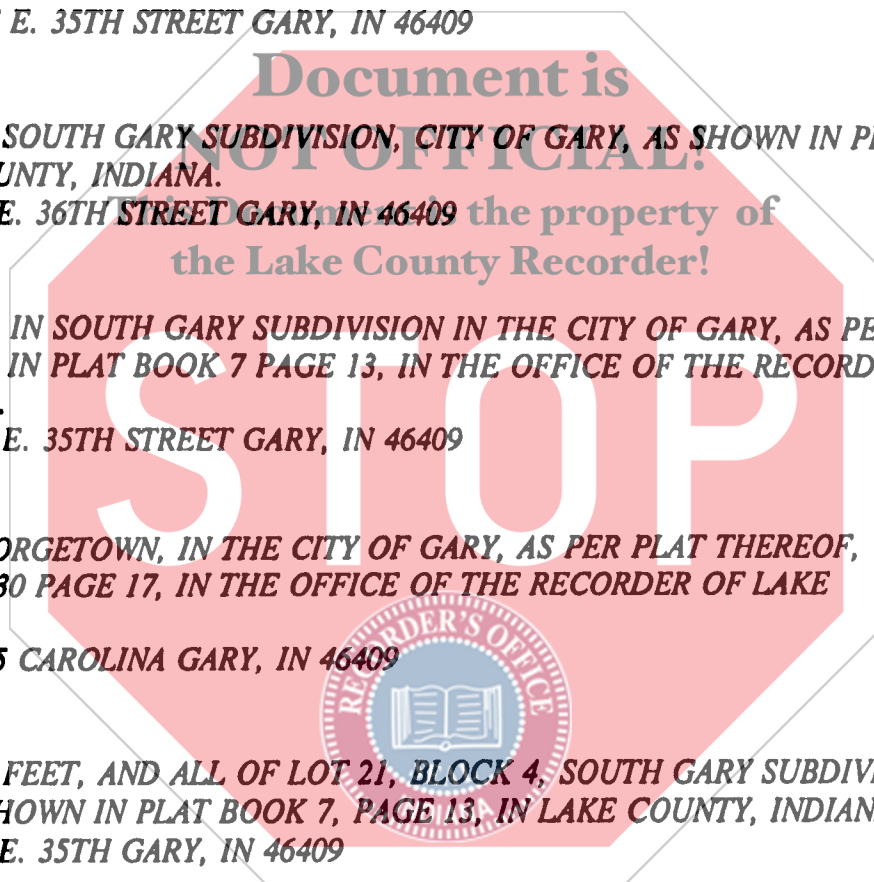 E. 35TH STREET GARY, IN 46409
Document is
SOUTH GARY SUBDIVISION, CITY OF GARY, AS SHOWN IN
NOT OFFICIAL!
UNTY, INDIANA.
E. 36TH STREET GARY, IN 46409
This Document is the property of
the Lake County Recorder!
IN SOUTH GARY SUBDIVISION IN THE CITY OF GARY, AS PE
IN PLAT BOOK 7 PAGE 13, IN THE OFFICE OF THE RECORD
E. 35TH STREET GARY, IN 46409
STOP
ORGETOWN, IN THE CITY OF GARY, AS PER PLAT THEREOF,
30 PAGE 17, IN THE OFFICE OF THE RECORDER OF LAKE
RECORDER'S OFFICE
5 CAROLINA GARY, IN 46409
FEET, AND ALL OF LOT 21, BLOCK 4, SOUTH GARY SUBDIV
HOWN IN PLAT BOOK 7, PAGE 13, IN LAKE COUNTY, INDIAN
E. 35TH GARY, IN 46409